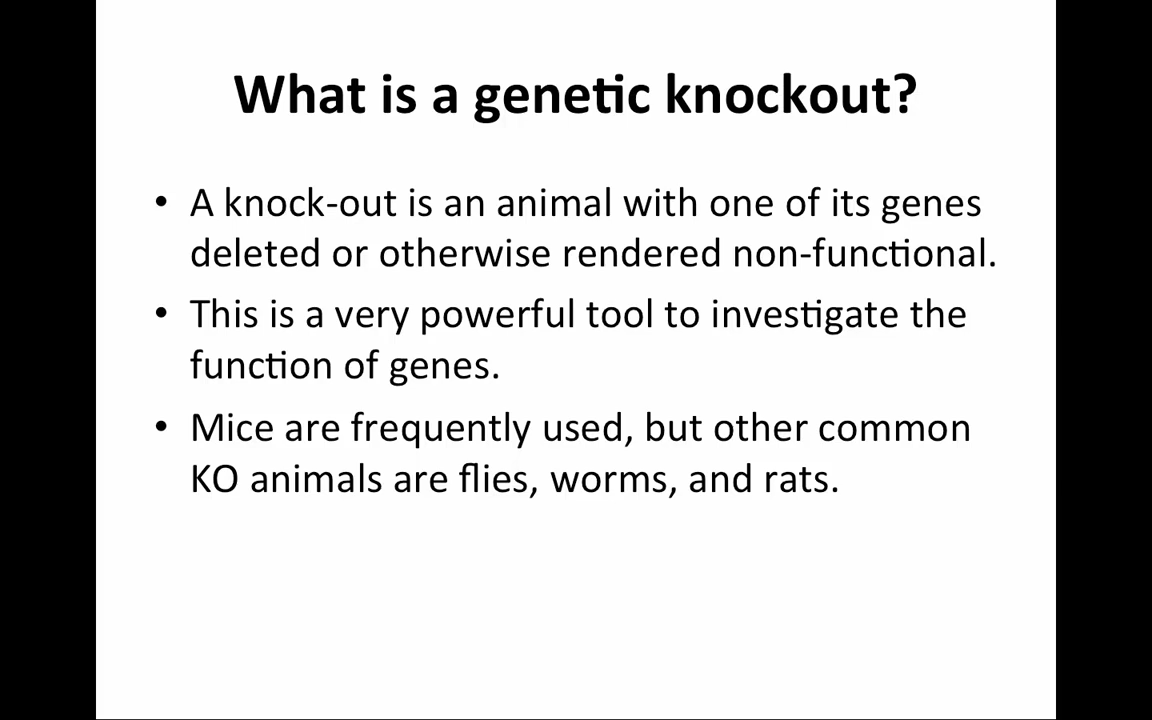 What is a genetic knockout?
• A knock-out is an animal with one of its genes
deleted or otherwise rendered non-functional.
• This is a very powerful tool to investigate the
function of genes.
• Mice are frequently used, but other common
KO animals are flies, worms, and rats.